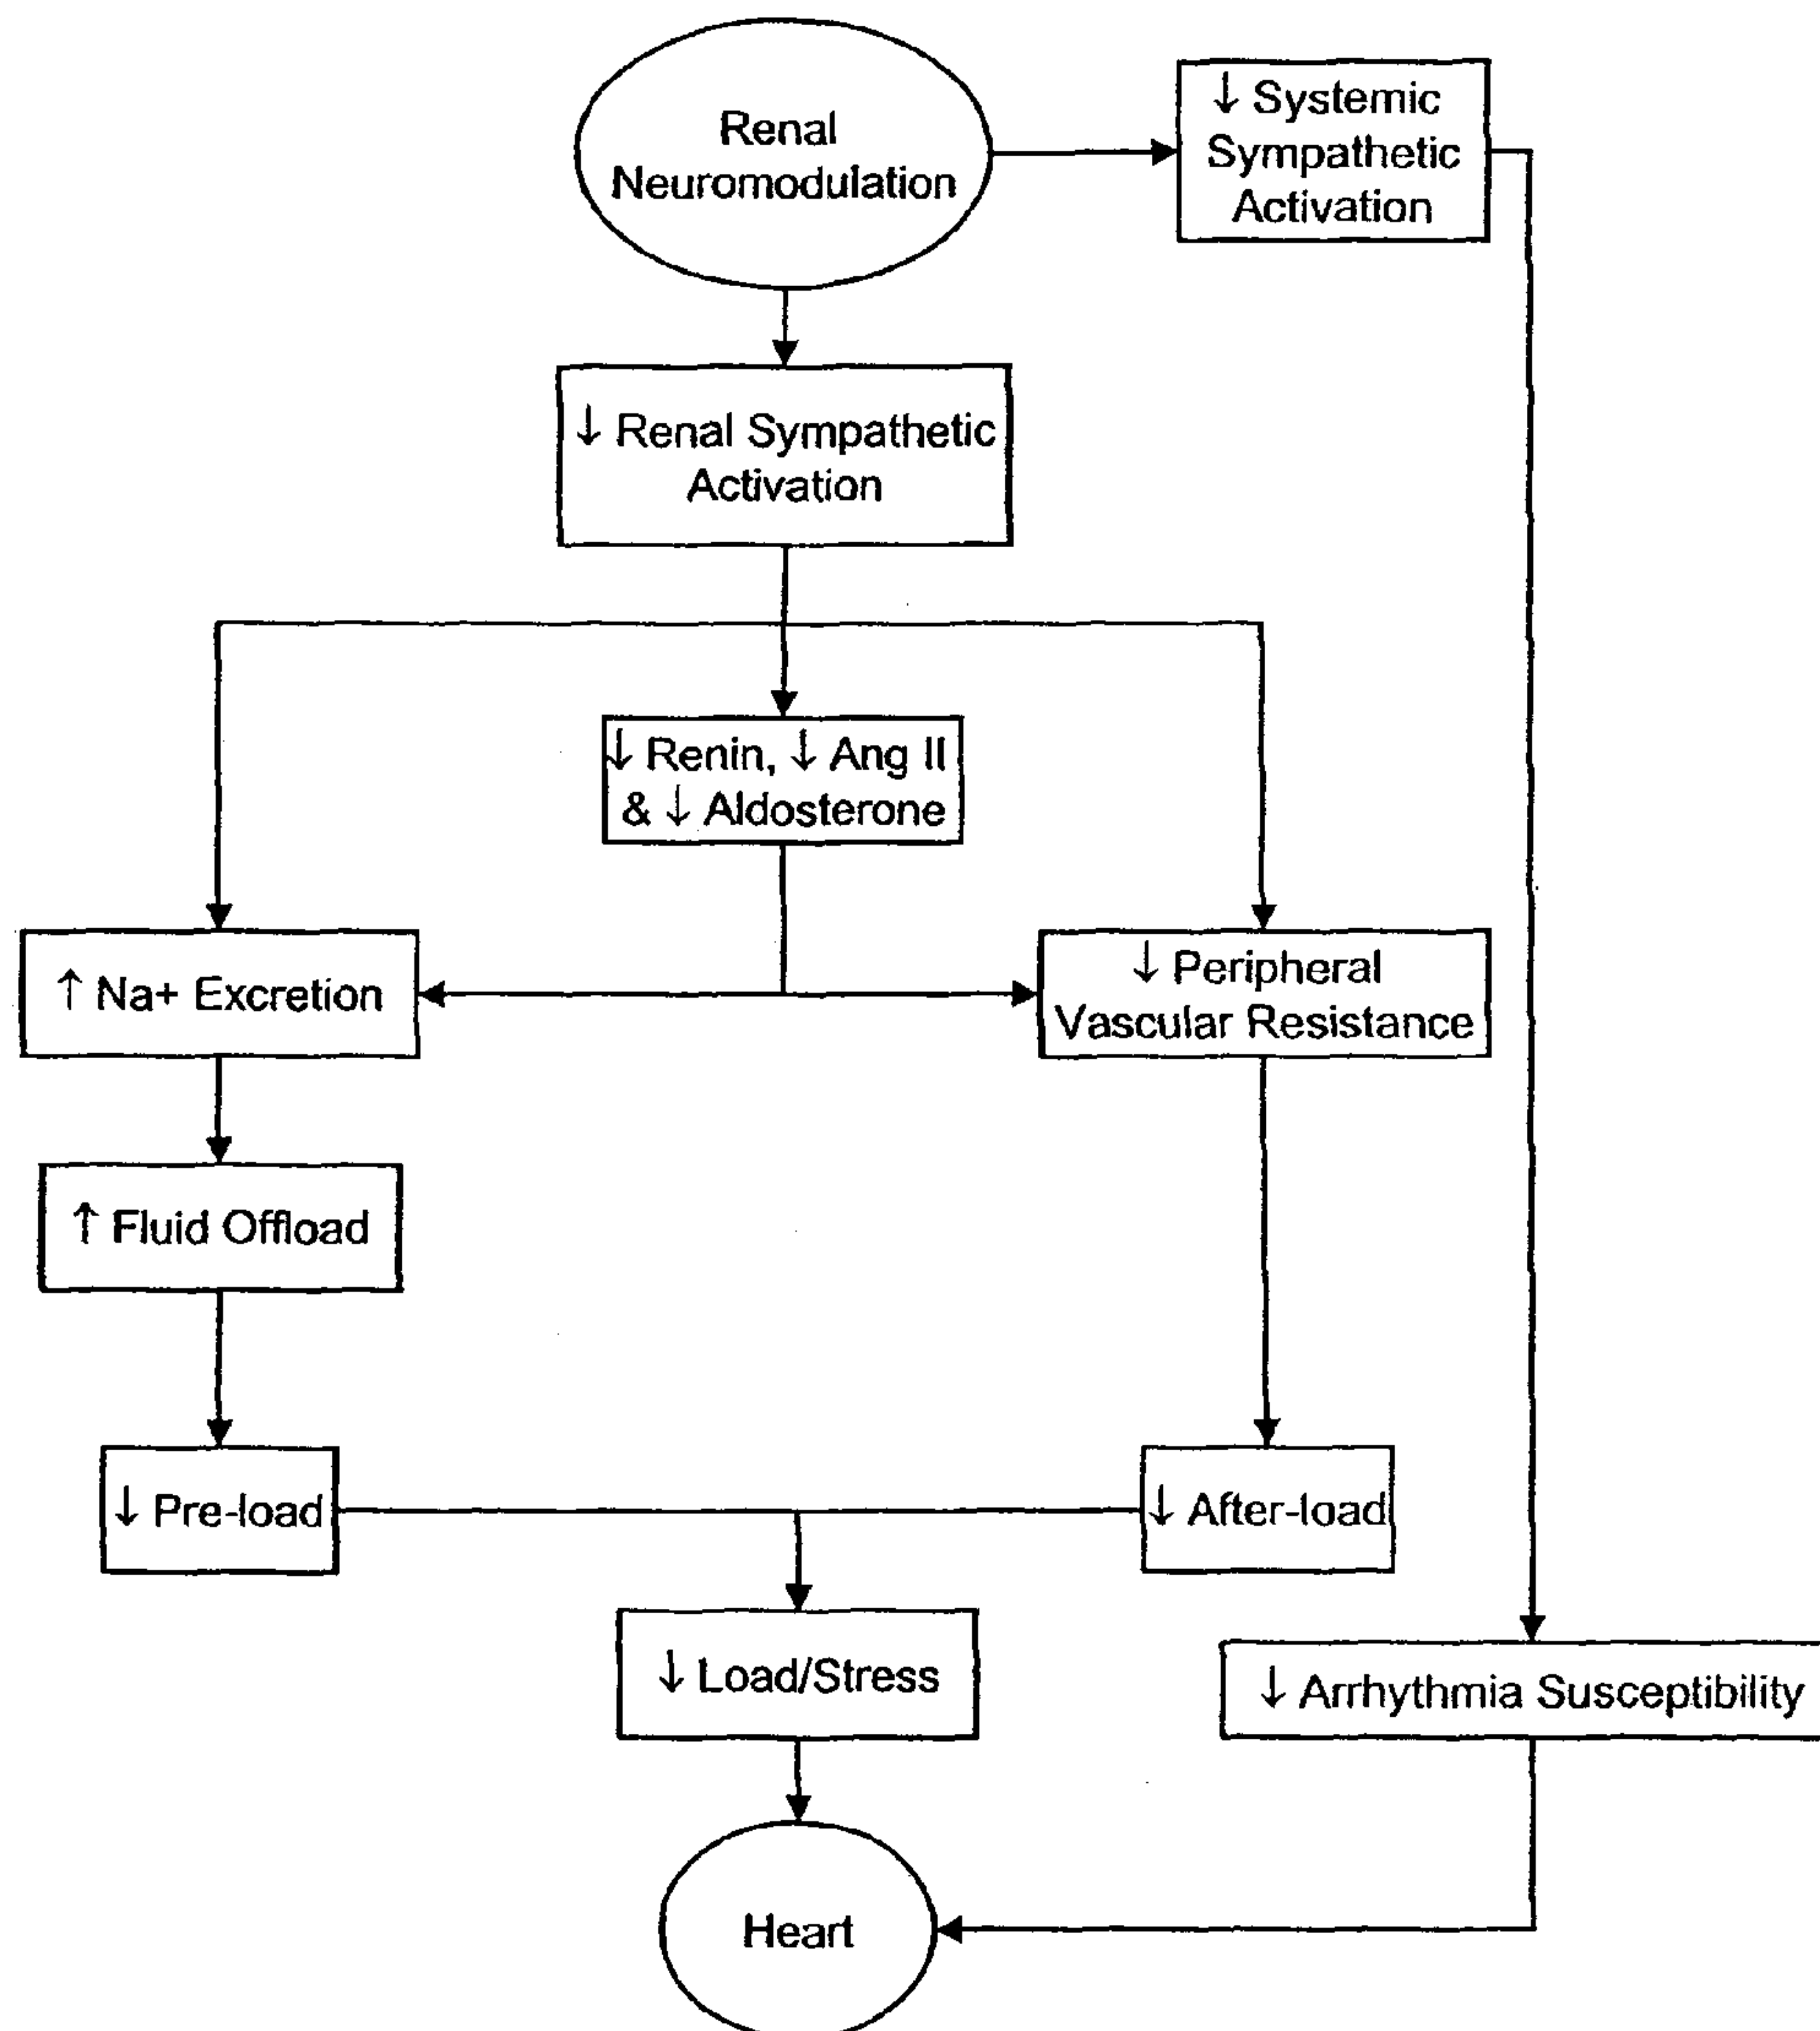 Renal
Neuromodulation
↓ Systemic
Sympathetic
Activation
↓ Renal Sympathetic
Activation
↓ Renin, ↓ Ang II
& ↓ Aldosterone
↑ Na+ Excretion
↓ Peripheral
Vascular Resistance
↑ Fluid Offload
↓ Pre-load
↓ After-load
↓ Load/Stress
↓ Arrhythmia Susceptibility
Heart